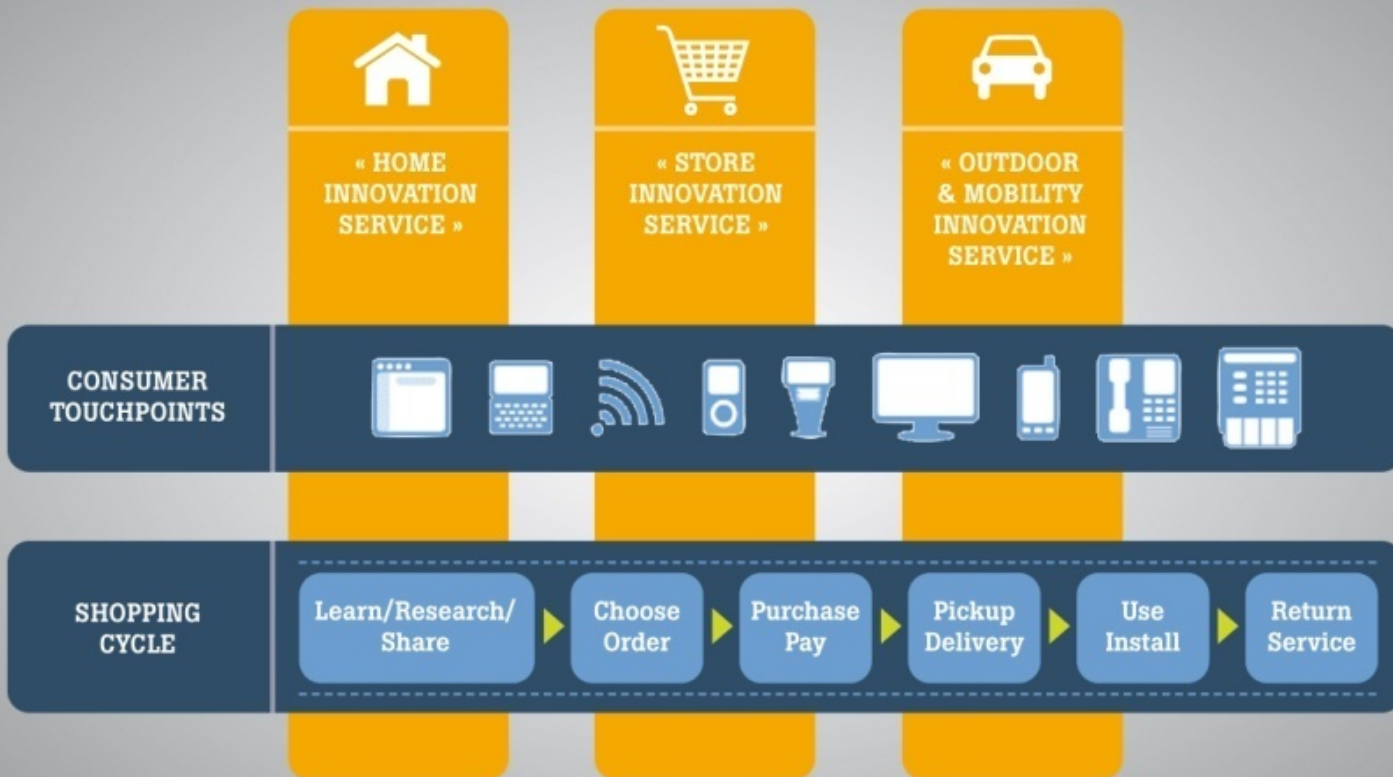 « HOME
INNOVATION
SERVICE »
« STORE
INNOVATION
SERVICE »
« OUTDOOR
& MOBILITY
INNOVATION
SERVICE »
CONSUMER
TOUCHPOINTS
SHOPPING
CYCLE
Learn/Research/
Share
Choose
Order
Purchase
Pay
Pickup
Delivery
Use
Install
Return
Service